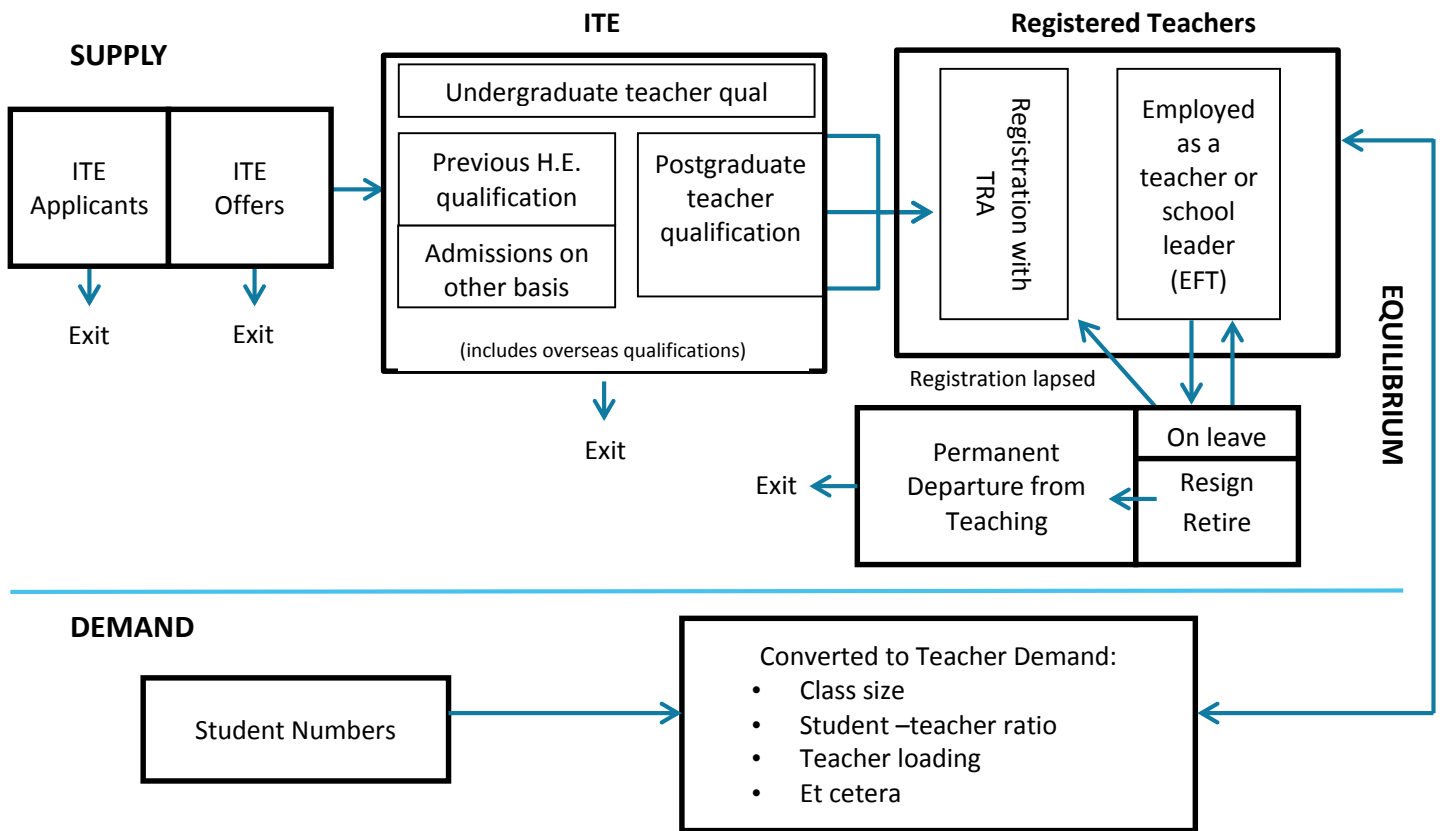 SUPPLY
ITE
Applicants
ITE
Offers
Exit
Exit
ITE
Undergraduate teacher qual
Previous H.E.
qualification
Admissions on
other basis
Postgraduate
teacher
qualification
(includes overseas qualifications)
Exit
Registered Teachers
Registration with
TRA
Employed
as a
teacher or
school
leader
(EFT)
Registration lapsed
On leave
Resign
Retire
Permanent
Departure from
Teaching
Exit
EQUILIBRIUM
DEMAND
Student Numbers
Converted to Teacher Demand:
• Class size
• Student –teacher ratio
• Teacher loading
• Et cetera